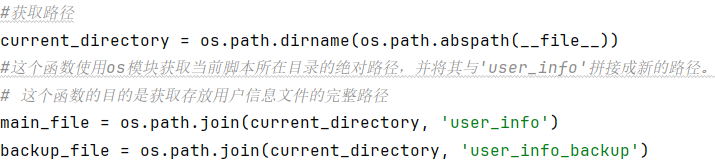 #获取路径
current_directory = os.path.dirname(os.path.abspath(__file__))
#这个函数使用os模块获取当前脚本所在目录的绝对路径，并将其与'user_info'拼接成新的路径。
# 这个函数的目的是获取存放用户信息文件的完整路径
main_file = os.path.join(current_directory, 'user_info')
backup_file = os.path.join(current_directory, 'user_info_backup')